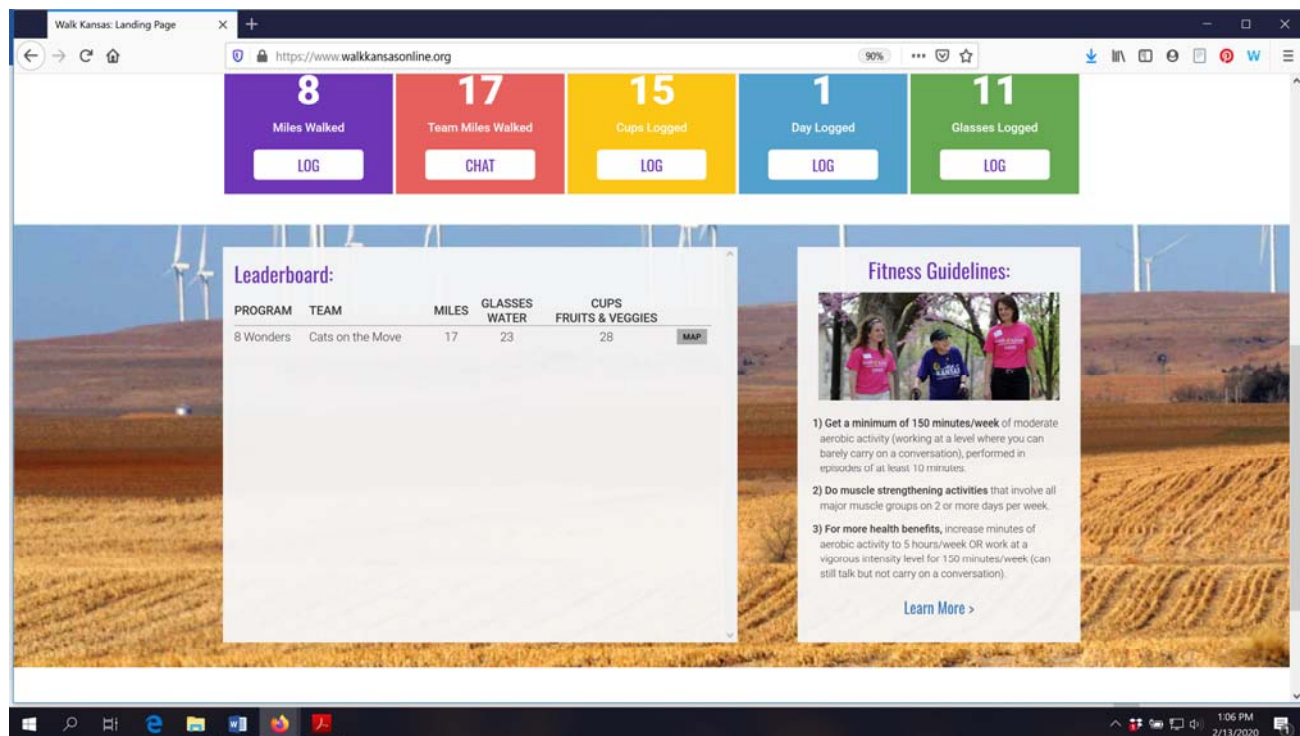 Walk Kansas: Landing Page
https://www.walkkansasonline.org
90%
8
Miles Walked
LOG
17
Team Miles Walked
CHAT
15
Cups Logged
LOG
1
Day Logged
LOG
11
Glasses Logged
LOG
Leaderboard:
PROGRAM TEAM MILES GLASSES WATER CUPS FRUITS & VEGGIES
8 Wonders Cats on the Move 17 23 28 MAP
Fitness Guidelines:
1) Get a minimum of 150 minutes/week of moderate
aerobic activity (working at a level where you can
barely carry on a conversation), performed in
episodes of at least 10 minutes.
2) Do muscle strengthening activities that involve all
major muscle groups on 2 or more days per week.
3) For more health benefits, increase minutes of
aerobic activity to 5 hours/week OR work at a
vigorous intensity level for 150 minutes/week (can
still talk but not carry on a conversation).
Learn More >
1:06 PM
2/13/2020